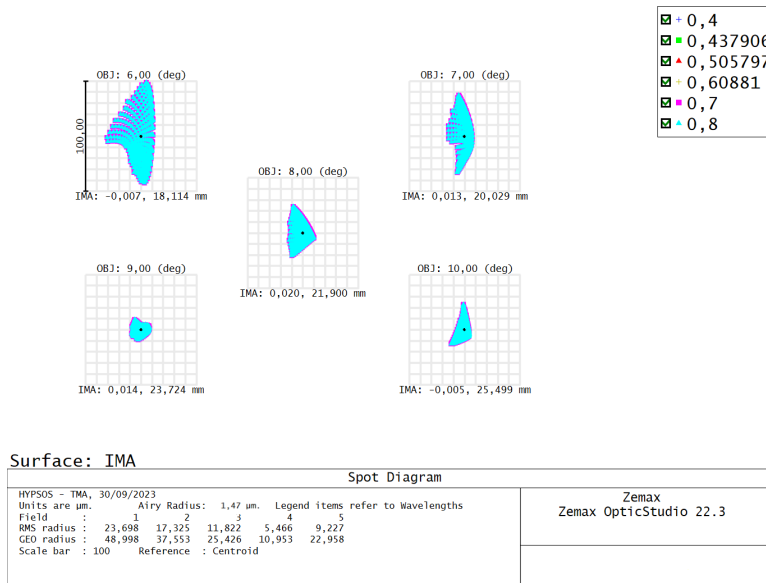 0,4
0,437906
0,505797
0,60881
0,7
0,8
OBJ: 6,00 (deg)
OBJ: 7,00 (deg)
100,00
OBJ: 8,00 (deg)
IMA: -0,007, 18,114 mm
IMA: 0,013, 20,029 mm
OBJ: 9,00 (deg)
OBJ: 10,00 (deg)
IMA: 0,020, 21,900 mm
IMA: 0,014, 23,724 mm
IMA: -0,005, 25,499 mm
Surface: IMA
Spot Diagram
HYPSOS - TMA, 30/09/2023
Units are µm. Airy Radius: 1,47 µm. Legend items refer to Wavelengths
Field : 1 2 3 4 5
RMS radius : 23,698 17,325 11,822 5,466 9,227
GEO radius : 48,998 37,553 25,426 10,953 22,958
Scale bar : 100 Reference : Centroid
Zemax
Zemax OpticStudio 22.3